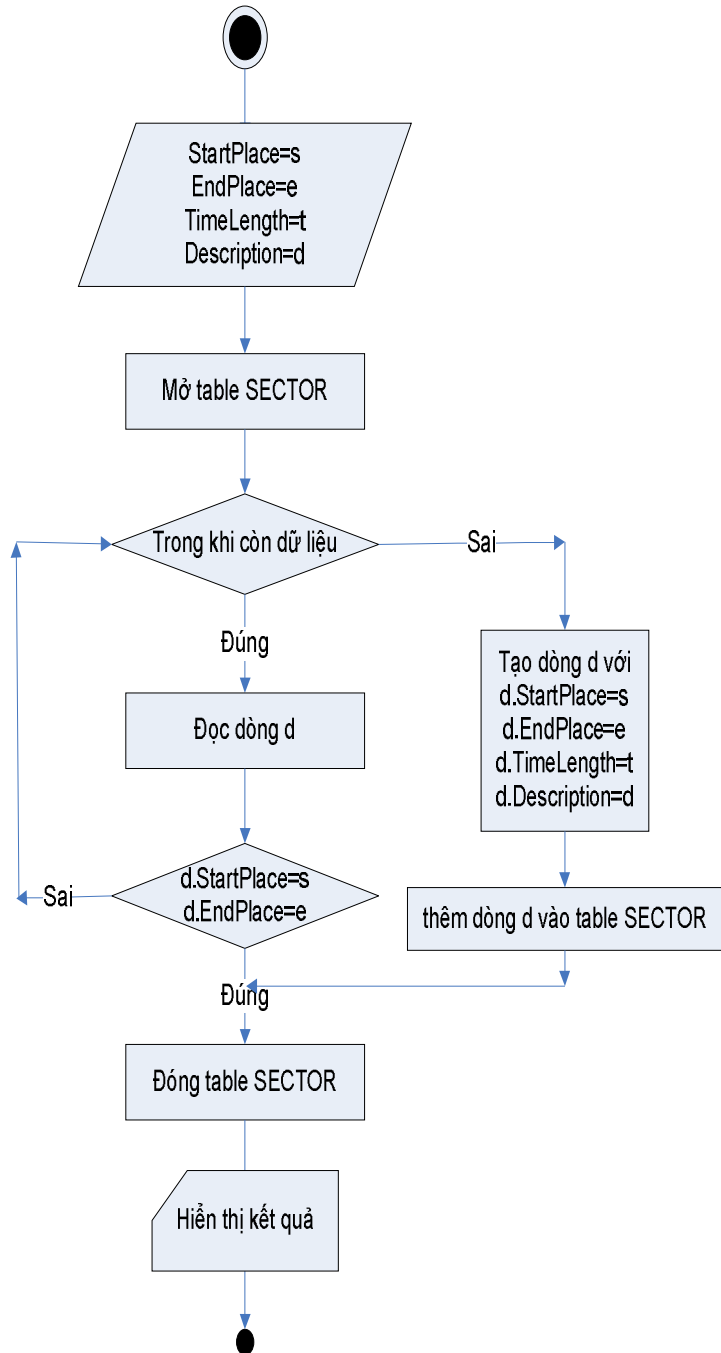 StartPlace=s
EndPlace=e
TimeLength=t
Description=d
Mở table SECTOR
Trong khi còn dữ liệu
Sai
Đúng
Tạo dòng d với
d.StartPlace=s
d.EndPlace=e
d.TimeLength=t
d.Description=d
Đọc dòng d
d.StartPlace=s
d.EndPlace=e
Sai
thêm dòng d vào table SECTOR
Đúng
Đóng table SECTOR
Hiển thị kết quả